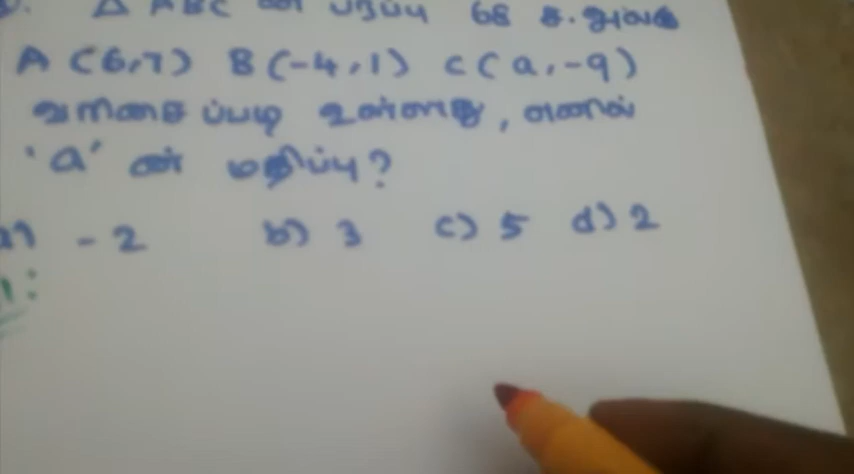 △ ABC ன் பரப்பு 68 ச.அலகு
A (6,7) B(-4,1) C(a,-9)
வரிசைப்படி உள்ளது, எனில்
'a' ன் மதிப்பு?
a) -2 b) 3 c) 5 d) 2